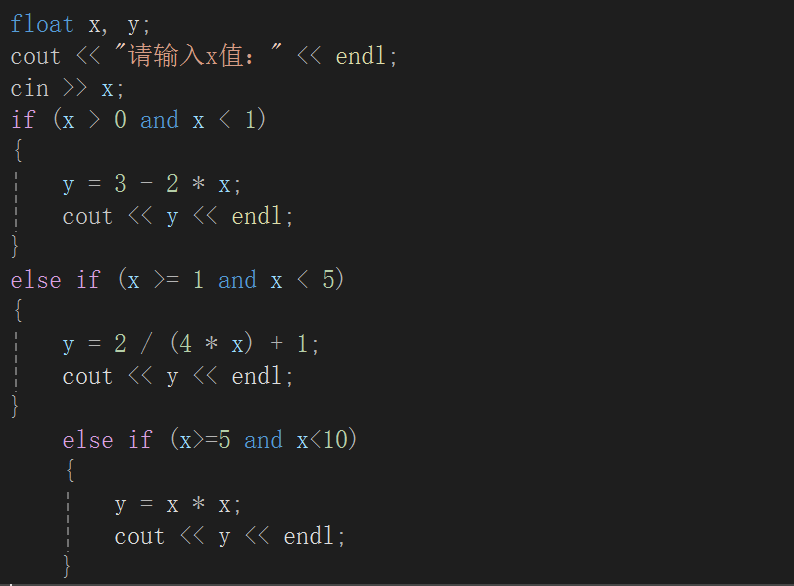 float x, y;
cout << "请输入x值：" << endl;
cin >> x;
if (x > 0 and x < 1)
{
    y = 3 - 2 * x;
    cout << y << endl;
}
else if (x >= 1 and x < 5)
{
    y = 2 / (4 * x) + 1;
    cout << y << endl;
}
    else if (x>=5 and x<10)
    {
        y = x * x;
        cout << y << endl;
    }